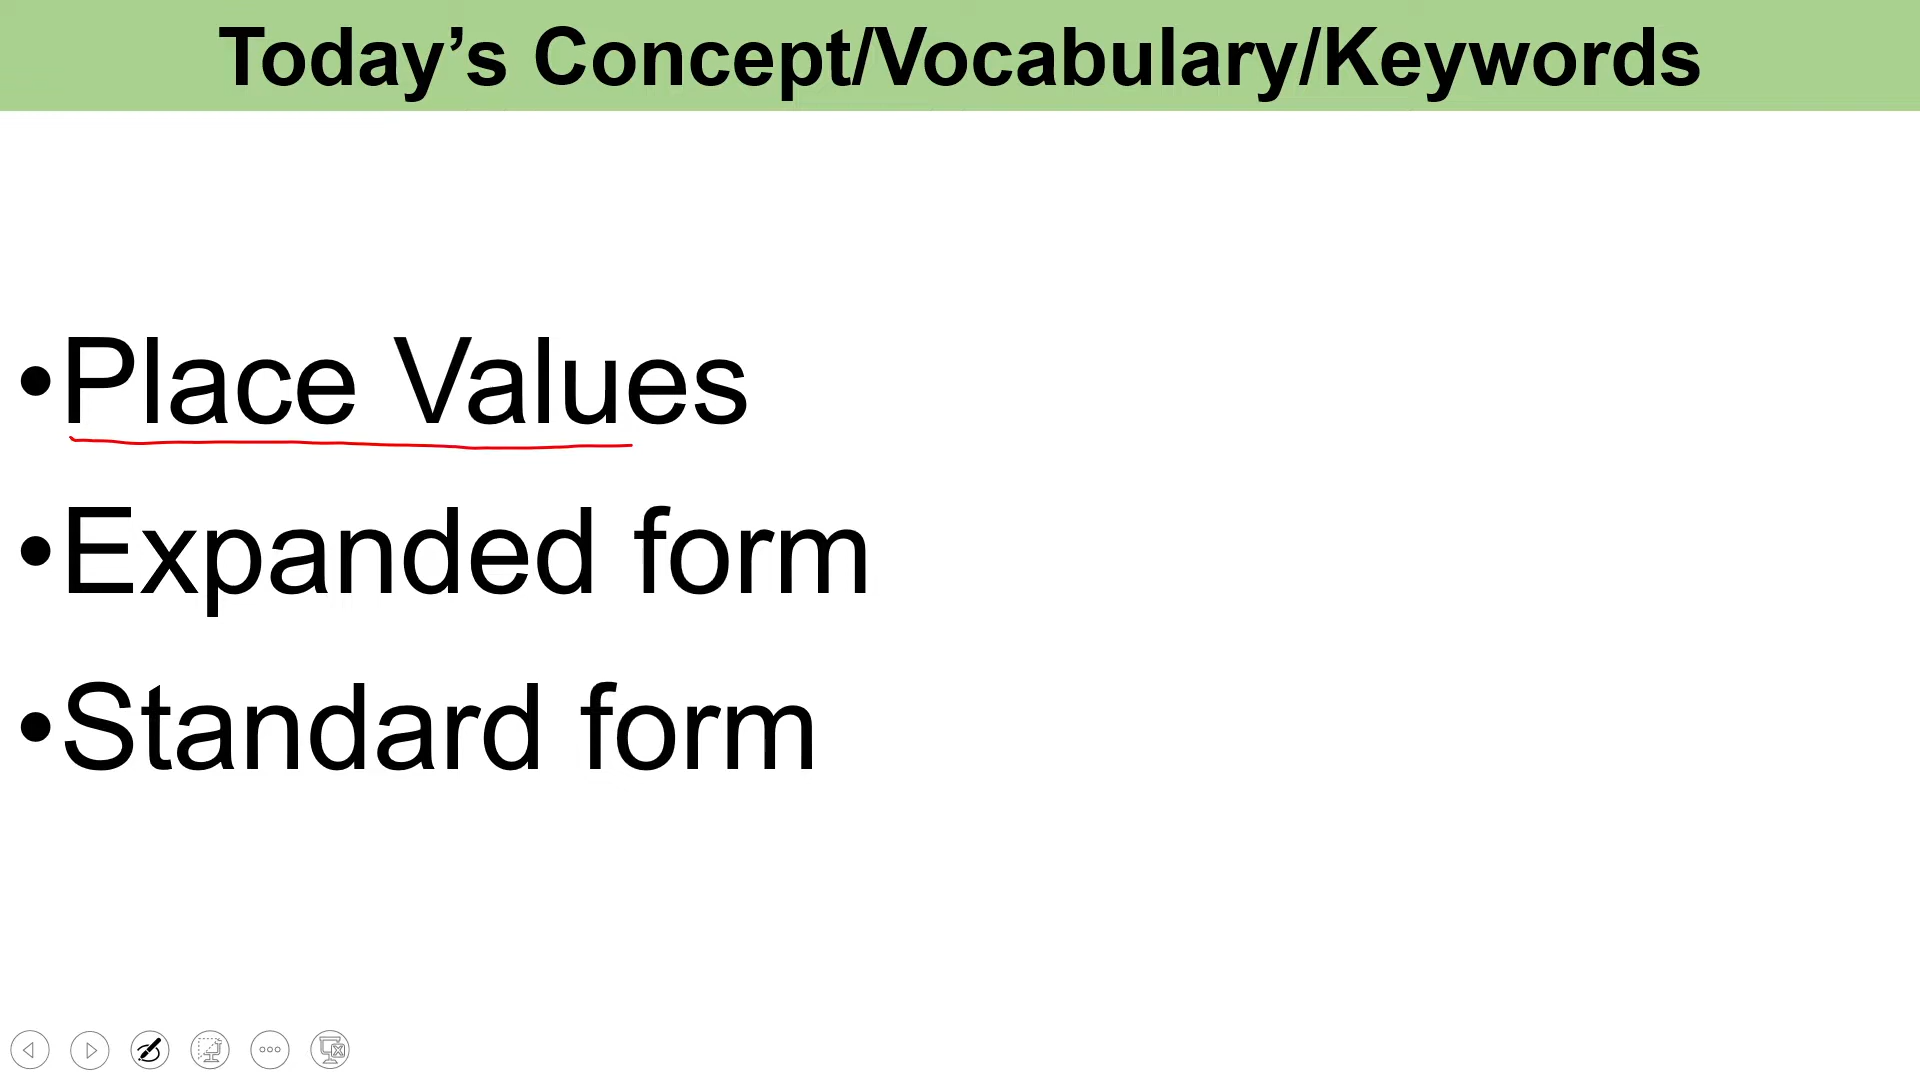 Today’s Concept/Vocabulary/Keywords
•Place Values
•Expanded form
•Standard form